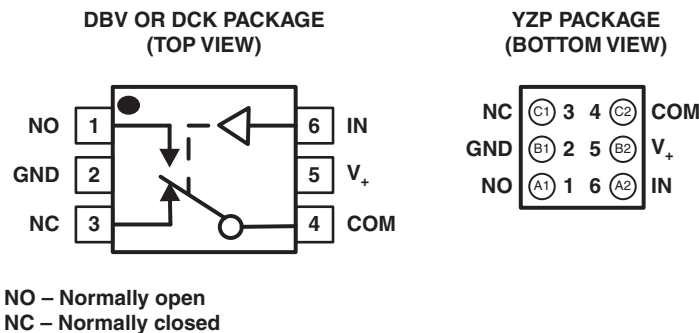 DBV OR DCK PACKAGE
(TOP VIEW)
NO 1 6 IN
GND 2 5 V+
NC 3 4 COM
YZP PACKAGE
(BOTTOM VIEW)
NC C1 3 4 C2 COM
GND B1 2 5 B2 V+
NO A1 1 6 A2 IN
NO – Normally open
NC – Normally closed